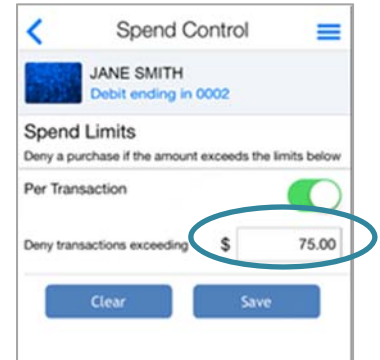 Spend Control
JANE SMITH
Debit ending in 0002
Spend Limits
Deny a purchase if the amount exceeds the limits below
Per Transaction
Deny transactions exceeding $ 75.00
Clear Save